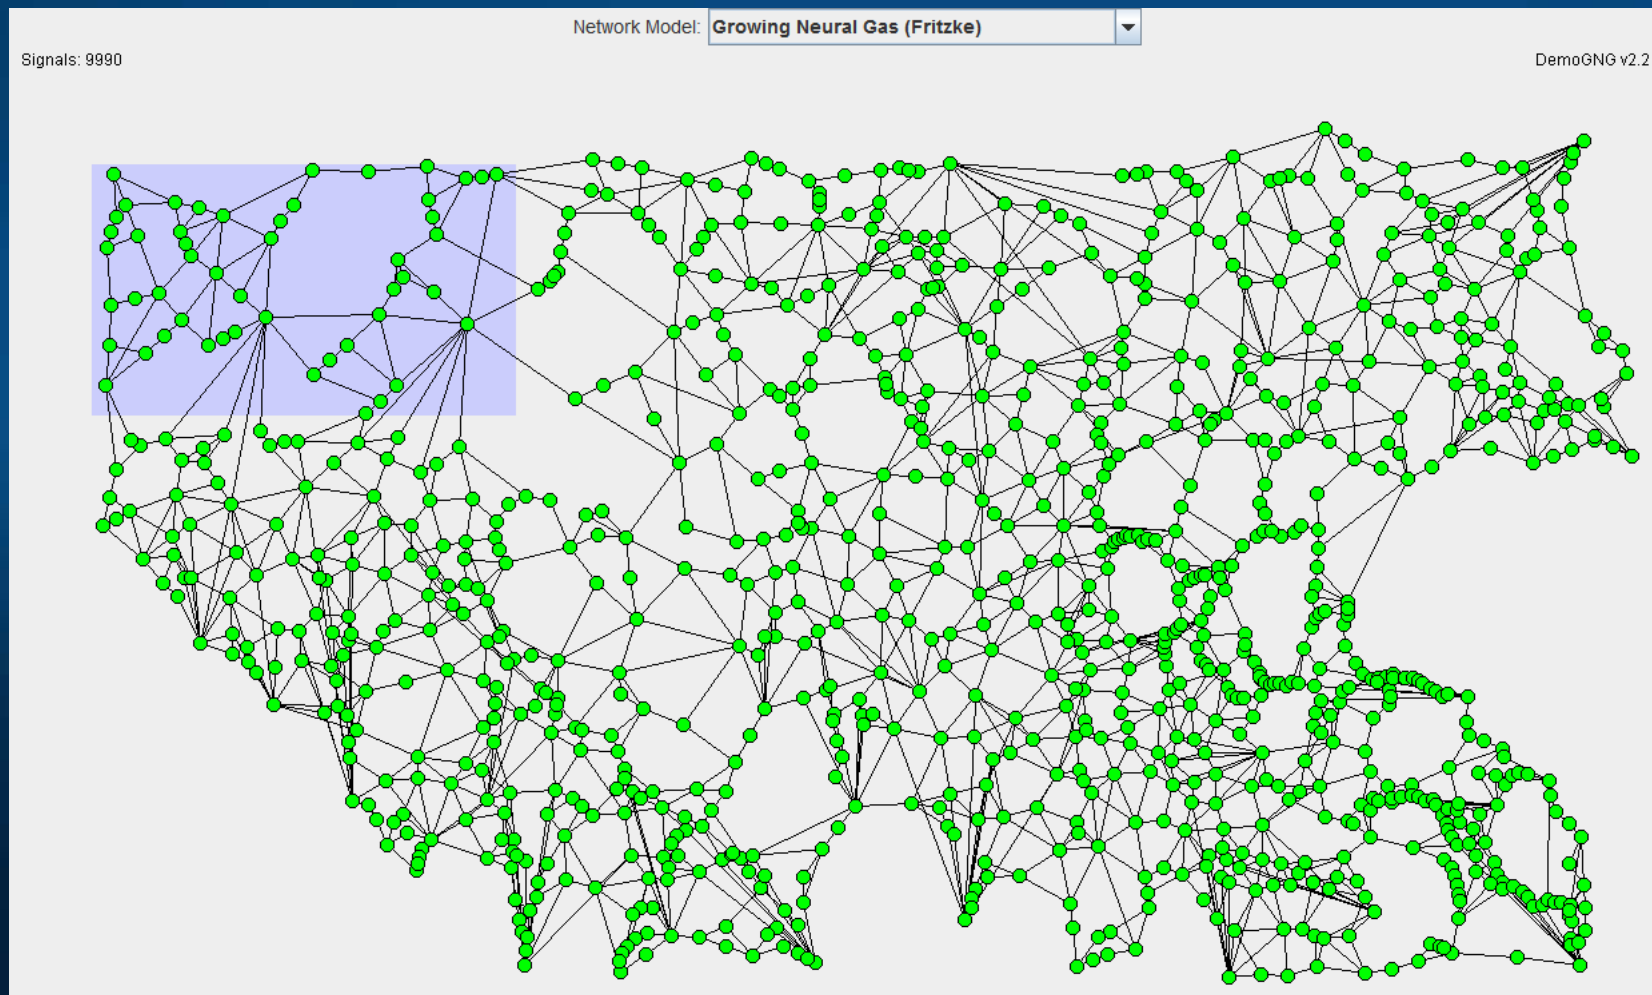 Network Model: Growing Neural Gas (Fritzke)
Signals: 9990
DemoGNG v2.2